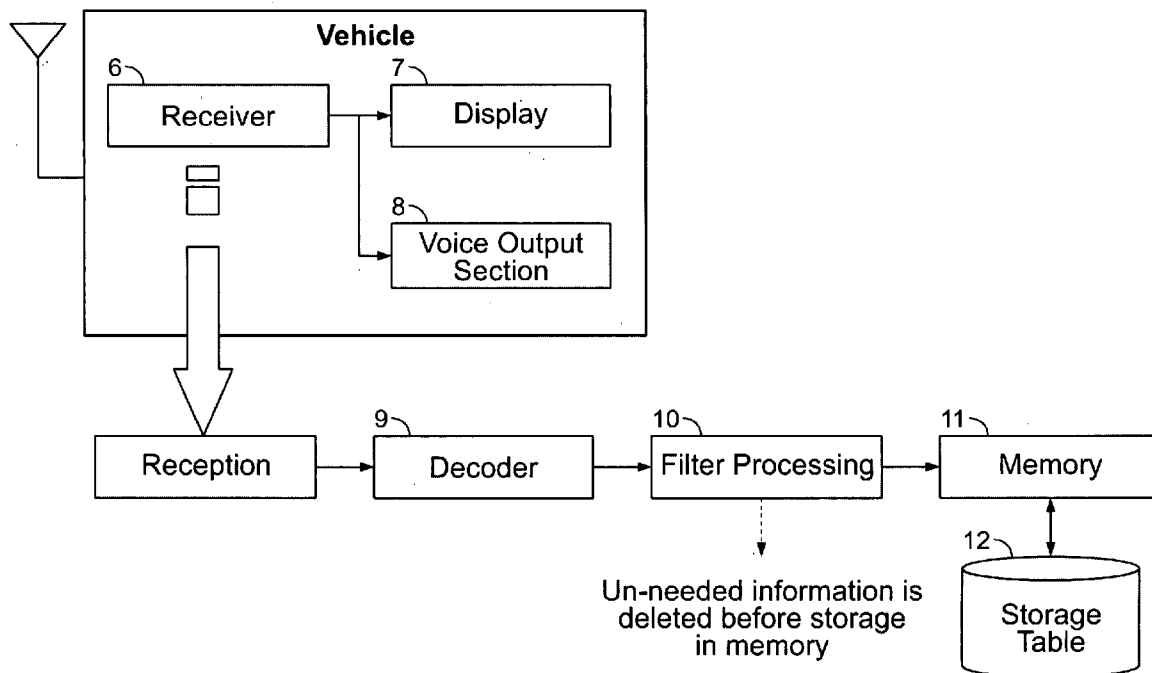 Vehicle
6
Receiver
7
Display
8
Voice Output
Section
Reception
9
Decoder
10
Filter Processing
11
Memory
Un-needed information is
deleted before storage
in memory
12
Storage
Table